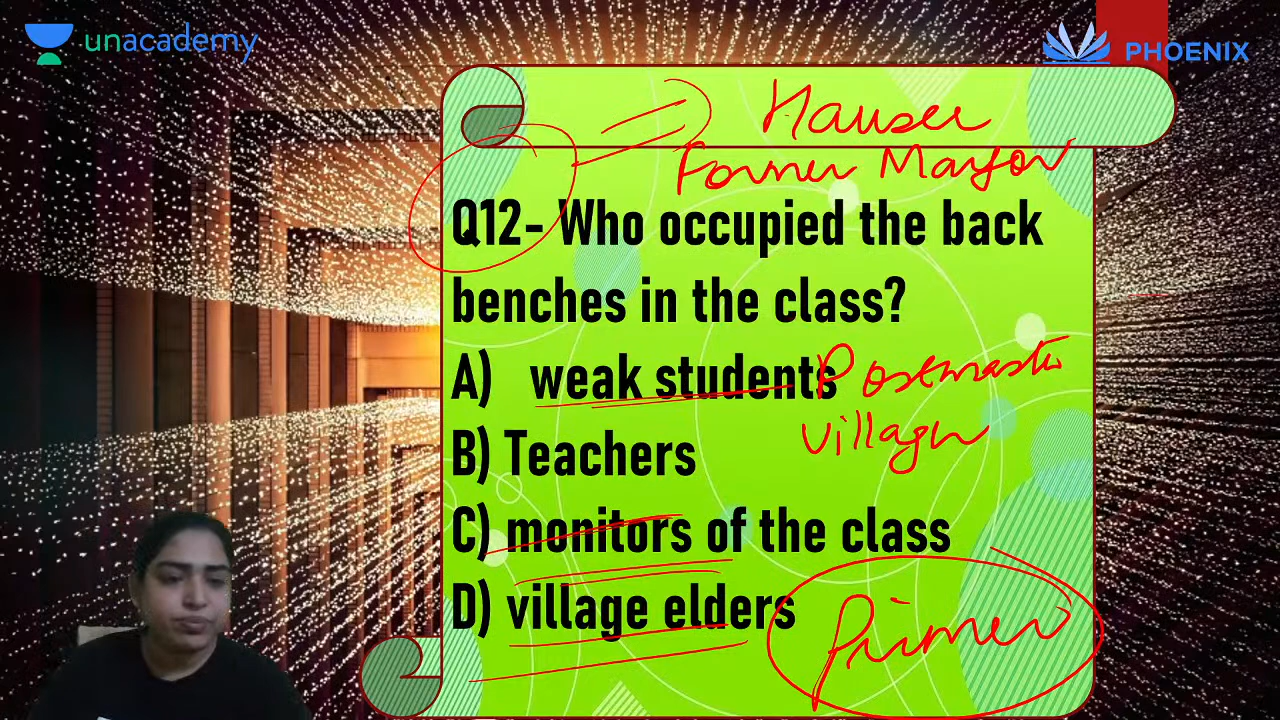 unacademy
PHOENIX
Hauser
Former Mayor
Q12- Who occupied the back
benches in the class?
A) weak students
Postmaster
B) Teachers
village
C) monitors of the class
D) village elders
Primer